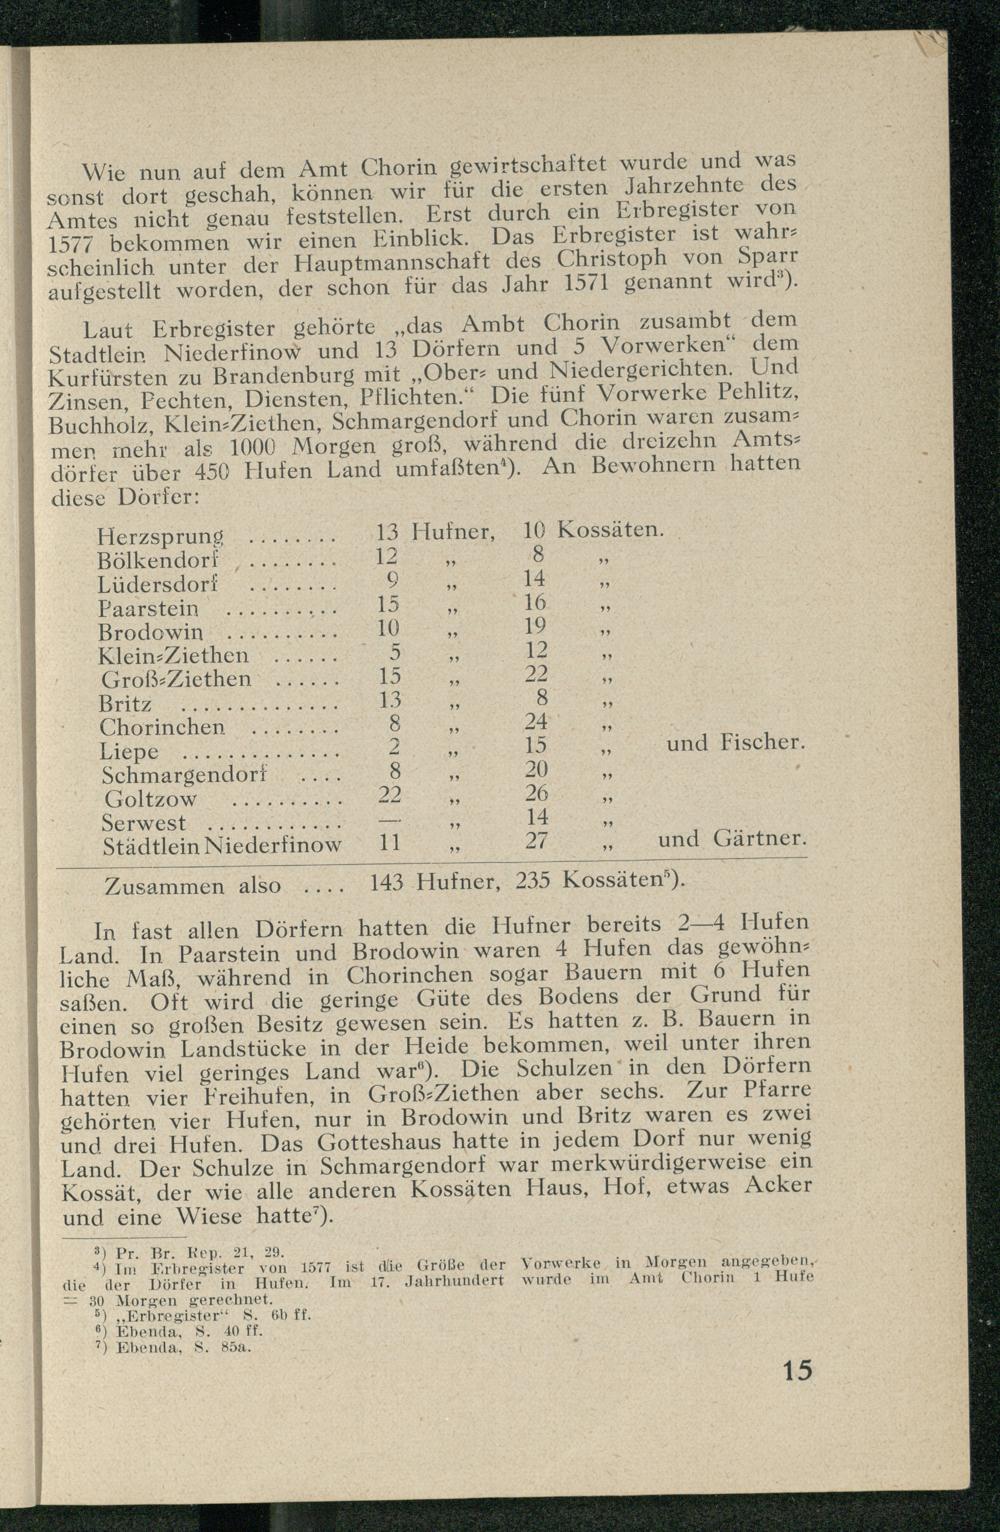 Wie nun auf dem Amt Chorin gewirtschaftet wurde und was
sonst dort geschah, können wir für die ersten Jahrzehnte des
Amtes nicht genau feststellen. Erst durch ein Erbregister von
1577 bekommen wir einen Einblick. Das Erbregister ist wahr⸗
scheinlich unter der Hauptmannschaft des Christoph von Sparr
aufgestellt worden, der schon für das Jahr 1571 genannt wird³).
Laut Erbregister gehörte „das Ambt Chorin zusambt dem
Stadtlein Niederfinow und 13 Dörfern und 5 Vorwerken“ dem
Kurfürsten zu Brandenburg mit „Ober⸗ und Niedergerichten. Und
Zinsen, Pechten, Diensten, Pflichten.“ Die fünf Vorwerke Pehlitz,
Buchholz, Klein⸗Ziethen, Schmargendorf und Chorin waren zusam⸗
men mehr als 1000 Morgen groß, während die dreizehn Amts⸗
dörfer über 450 Hufen Land umfaßten⁴). An Bewohnern hatten
diese Dörfer:
Herzsprung ........ 13 Hufner, 10 Kossäten.
Bölkendorf ........ 12 „ 8 „
Lüdersdorf ........ 9 „ 14 „
Paarstein .......... 15 „ 16 „
Brodowin .......... 10 „ 19 „
Klein⸗Ziethen ...... 5 „ 12 „
Groß⸗Ziethen ...... 15 „ 22 „
Britz .............. 13 „ 8 „
Chorinchen ........ 8 „ 24 „
Liepe .............. 2 „ 15 „ und Fischer.
Schmargendorf .... 8 „ 20 „
Goltzow .......... 22 „ 26 „
Serwest ............ — „ 14 „
Städtlein Niederfinow 11 „ 27 „ und Gärtner.
Zusammen also .... 143 Hufner, 235 Kossäten⁵).
In fast allen Dörfern hatten die Hufner bereits 2—4 Hufen
Land. In Paarstein und Brodowin waren 4 Hufen das gewöhn⸗
liche Maß, während in Chorinchen sogar Bauern mit 6 Hufen
saßen. Oft wird die geringe Güte des Bodens der Grund für
einen so großen Besitz gewesen sein. Es hatten z. B. Bauern in
Brodowin Landstücke in der Heide bekommen, weil unter ihren
Hufen viel geringes Land war⁶). Die Schulzen in den Dörfern
hatten vier Freihufen, in Groß⸗Ziethen aber sechs. Zur Pfarre
gehörten vier Hufen, nur in Brodowin und Britz waren es zwei
und drei Hufen. Das Gotteshaus hatte in jedem Dorf nur wenig
Land. Der Schulze in Schmargendorf war merkwürdigerweise ein
Kossät, der wie alle anderen Kossäten Haus, Hof, etwas Acker
und eine Wiese hatte⁷).
³) Pr. Br. Rep. 21, 29.
⁴) Im Erbregister von 1577 ist die Größe der Vorwerke in Morgen angegeben,
die der Dörfer in Hufen. Im 17. Jahrhundert wurde im Amt Chorin 1 Hufe
= 30 Morgen gerechnet.
⁵) „Erbregister“ S. 6b ff.
⁶) Ebenda, S. 40 ff.
⁷) Ebenda, S. 85a.
15